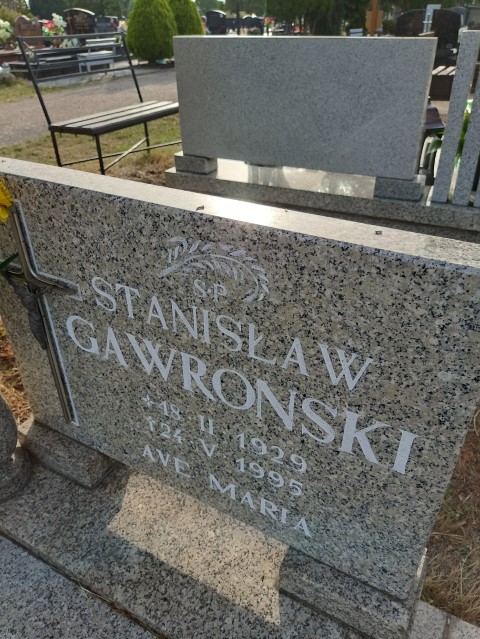 S.P.
STANISŁAW
GAWRONSKI
* 18 II 1929
† 24 V 1995
AVE MARIA